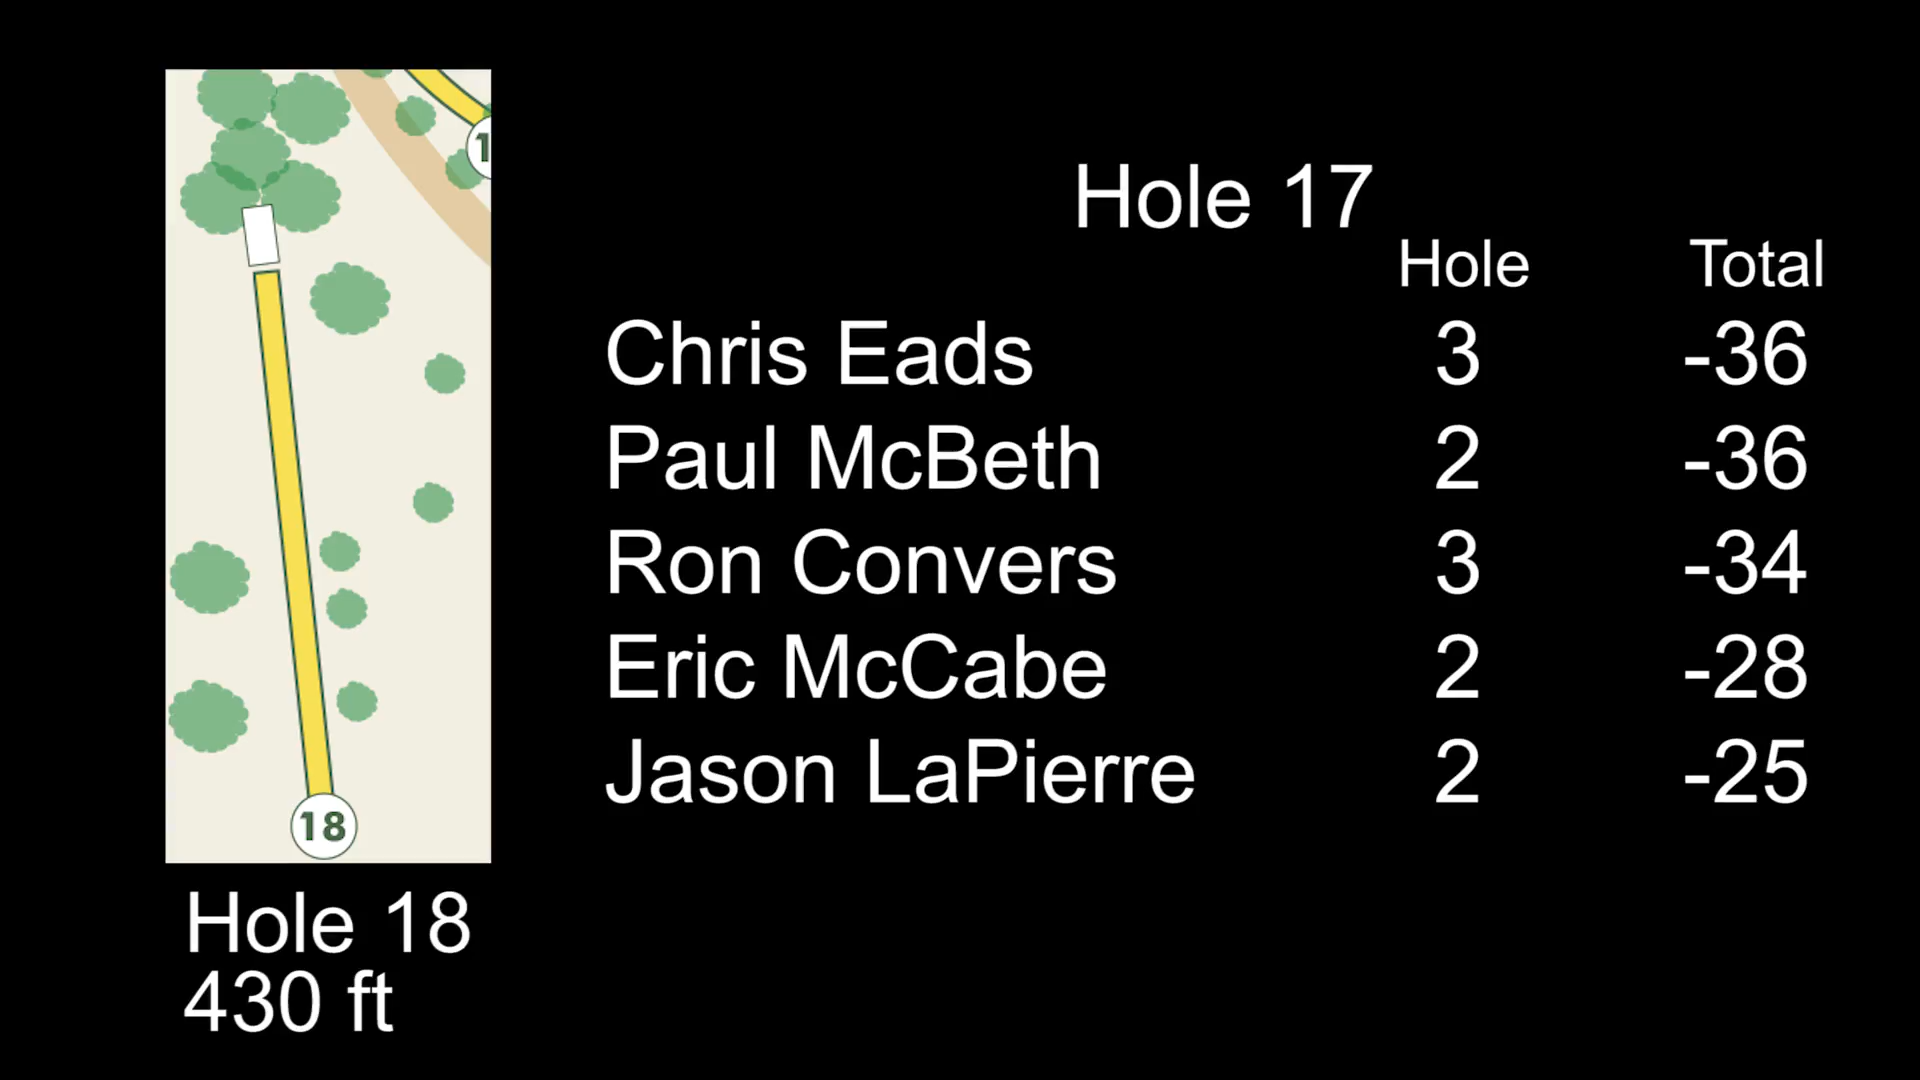 1
18
Hole 18
430 ft
Hole 17
Hole Total
Chris Eads 3 -36
Paul McBeth 2 -36
Ron Convers 3 -34
Eric McCabe 2 -28
Jason LaPierre 2 -25